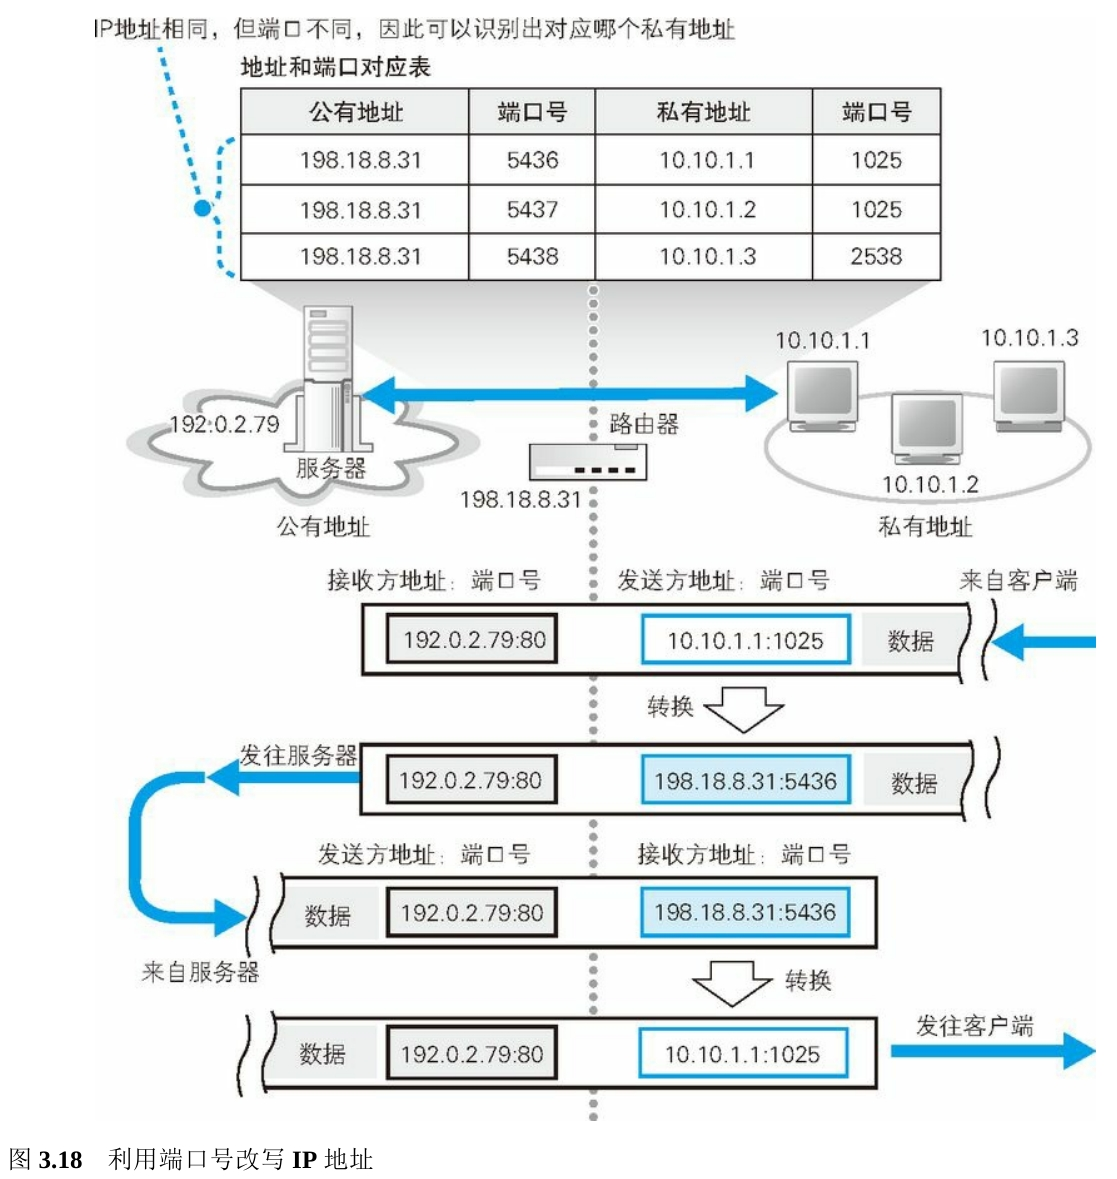 IP地址相同，但端口不同，因此可以识别出对应哪个私有地址
地址和端口对应表
公有地址 端口号 私有地址 端口号
198.18.8.31 5436 10.10.1.1 1025
198.18.8.31 5437 10.10.1.2 1025
198.18.8.31 5438 10.10.1.3 2538
10.10.1.1
10.10.1.3
192.0.2.79
服务器
路由器
198.18.8.31
10.10.1.2
公有地址
私有地址
接收方地址：端口号 发送方地址：端口号 来自客户端
192.0.2.79:80 10.10.1.1:1025 数据
转换
发往服务器
192.0.2.79:80 198.18.8.31:5436 数据
发送方地址：端口号 接收方地址：端口号
数据 192.0.2.79:80 198.18.8.31:5436
来自服务器
转换
发往客户端
数据 192.0.2.79:80 10.10.1.1:1025
图 3.18 利用端口号改写 IP 地址